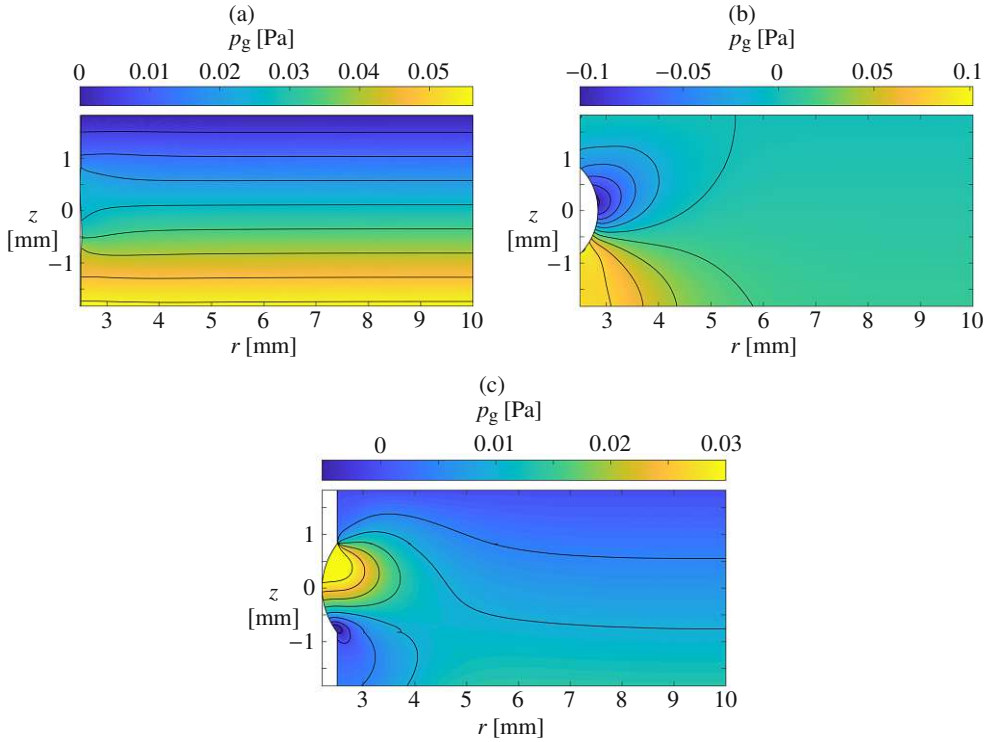 (a)
p_g [Pa]
0 0.01 0.02 0.03 0.04 0.05
1
0
−1
z
[mm]
3 4 5 6 7 8 9 10
r [mm]
(b)
p_g [Pa]
−0.1 −0.05 0 0.05 0.1
1
0
−1
z
[mm]
3 4 5 6 7 8 9 10
r [mm]
(c)
p_g [Pa]
0 0.01 0.02 0.03
1
0
−1
z
[mm]
3 4 5 6 7 8 9 10
r [mm]